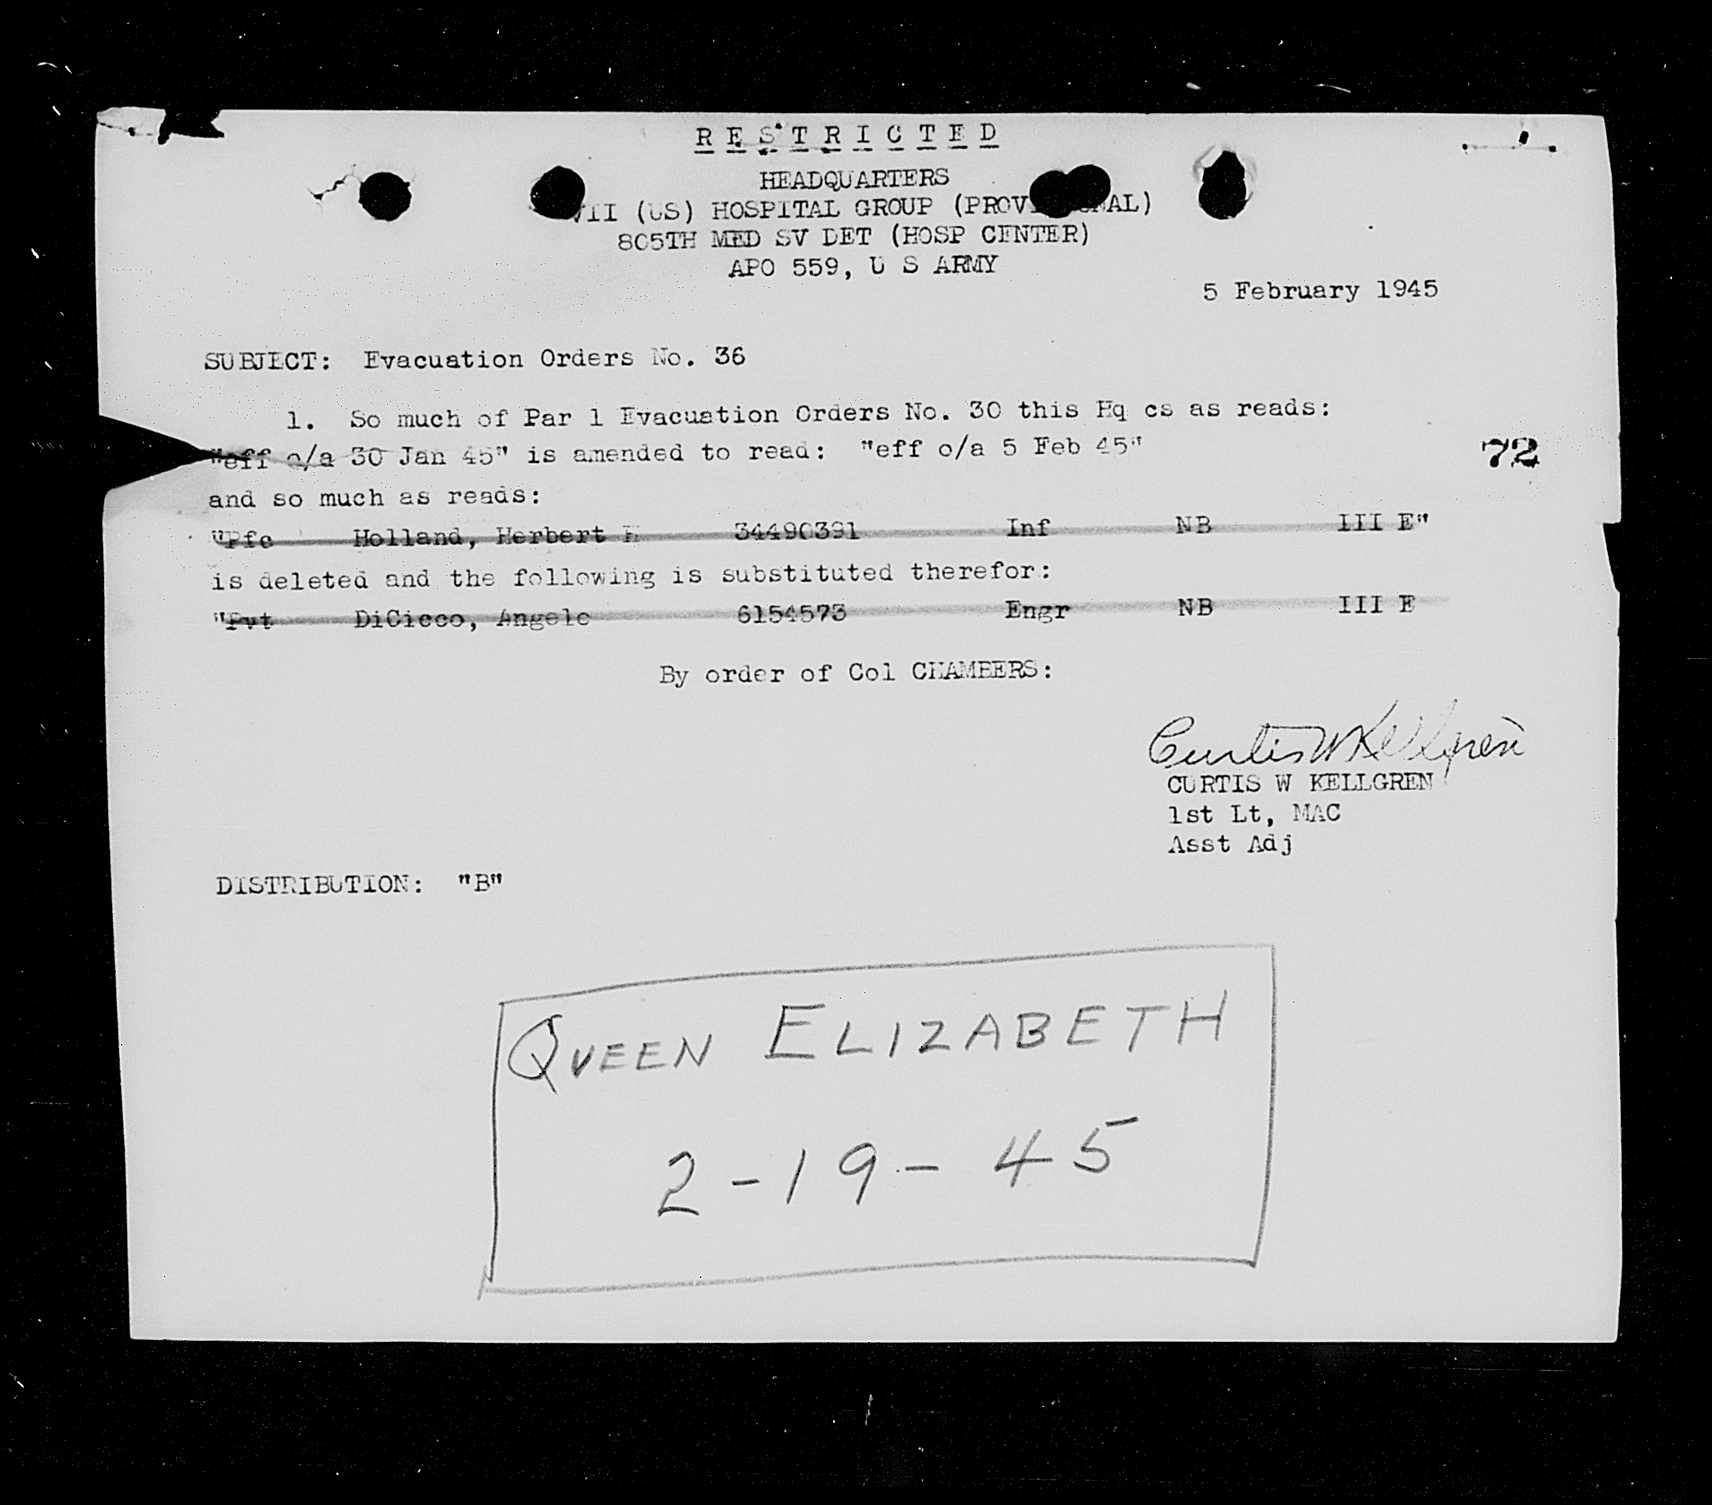 RESTRICTED
HEADQUARTERS
VII (US) HOSPITAL GROUP (PROVISIONAL)
805TH MED SV DET (HOSP CENTER)
APO 559, U S ARMY
5 February 1945
SUBJECT: Evacuation Orders No. 36
1. So much of Par 1 Evacuation Orders No. 30 this Hq cs as reads:
"eff o/a 30 Jan 45" is amended to read: "eff o/a 5 Feb 45"
72
and so much as reads:
"Pfc Holland, Herbert H 34490391 Inf NB III E"
is deleted and the following is substituted therefor:
"Pvt DiCicco, Angelo 6154573 Engr NB III E
By order of Col CHAMBERS:
Curtis W Kellgren
CURTIS W KELLGREN
1st Lt, MAC
Asst Adj
DISTRIBUTION: "B"
QUEEN ELIZABETH
2-19-45